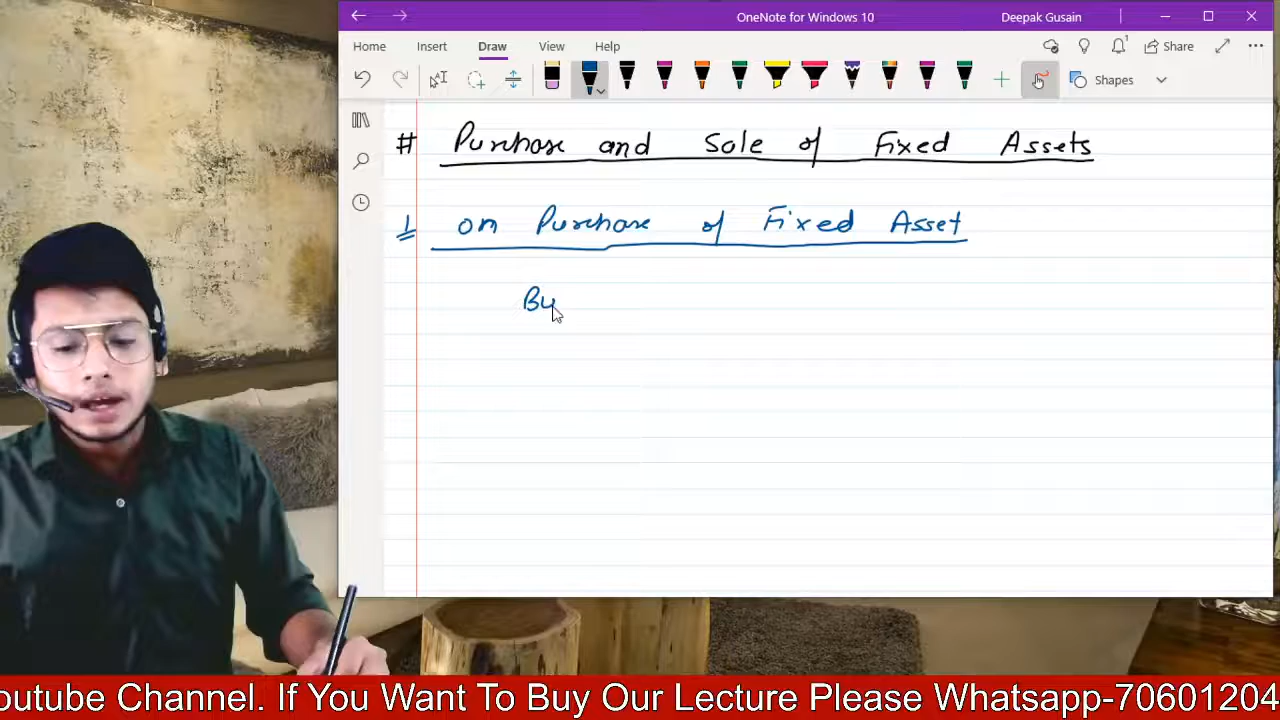 OneNote for Windows 10
Deepak Gusain
Home Insert Draw View Help
Share
Shapes
# Purchase and Sale of Fixed Assets
1 on Purchase of Fixed Asset
Bu
outube Channel. If You Want To Buy Our Lecture Please Whatsapp-70601204